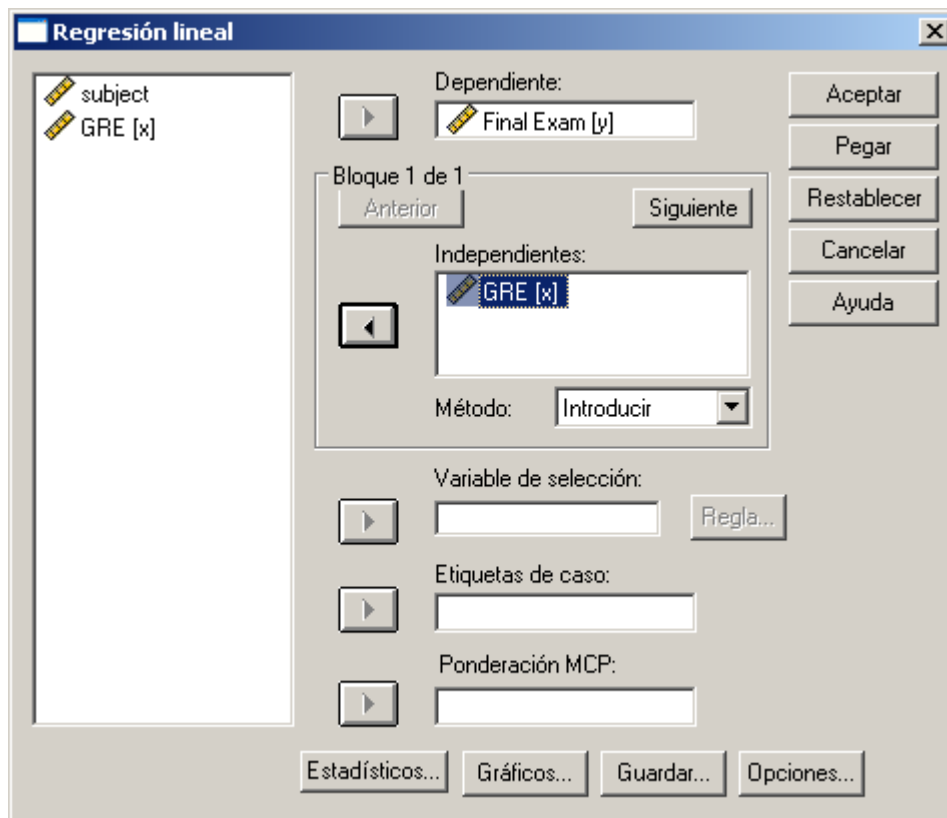 Regresión lineal
subject
GRE [x]
Dependiente:
Final Exam [y]
Bloque 1 de 1
Anterior
Siguiente
Independientes:
GRE [x]
Método:
Introducir
Variable de selección:
Regla...
Etiquetas de caso:
Ponderación MCP:
Aceptar
Pegar
Restablecer
Cancelar
Ayuda
Estadísticos...
Gráficos...
Guardar...
Opciones...